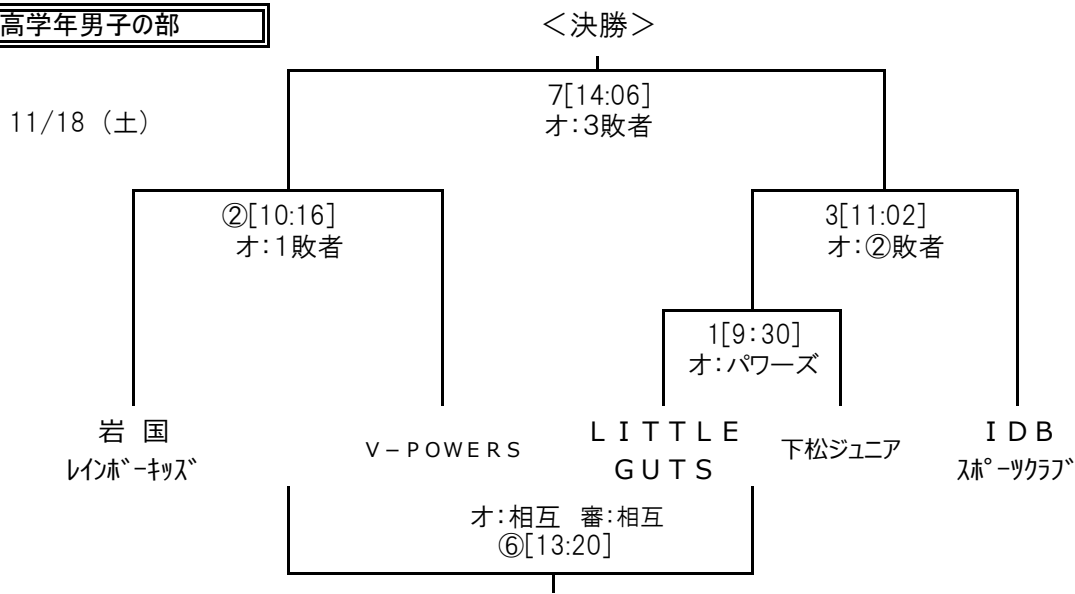 高学年男子の部
＜決勝＞
7[14:06]
オ：3敗者
11/18（土）
②[10:16]
オ：1敗者
3[11:02]
オ：②敗者
1[9：30]
オ：パワーズ
岩 国
ﾚｲﾝﾎﾞｰｷｯｽﾞ
Ｖ－ＰＯＷＥＲＳ
ＬＩＴＴＬＥ
ＧＵＴＳ
下松ジュニア
ＩＤＢ
ｽﾎﾟｰﾂｸﾗﾌﾞ
オ：相互 審：相互
⑥[13:20]